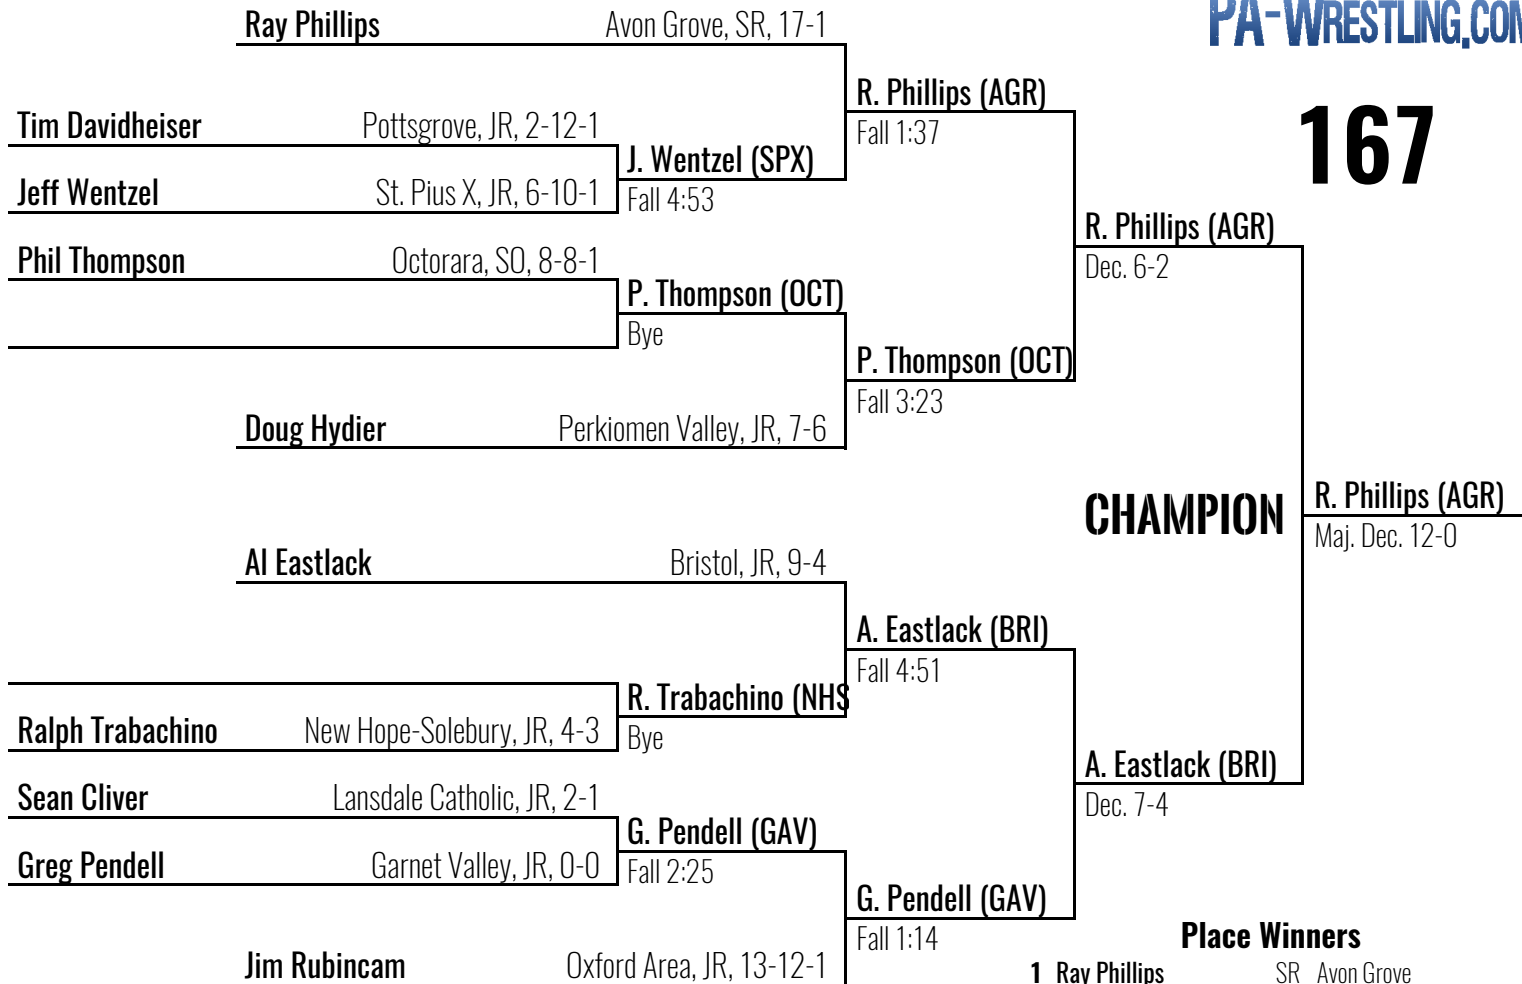 PA-WRESTLING.COM
Ray Phillips Avon Grove, SR, 17-1
R. Phillips (AGR)
Fall 1:37
167
Tim Davidheiser Pottsgrove, JR, 2-12-1
J. Wentzel (SPX)
Fall 4:53
Jeff Wentzel St. Pius X, JR, 6-10-1
R. Phillips (AGR)
Dec. 6-2
Phil Thompson Octorara, SO, 8-8-1
P. Thompson (OCT)
Bye
P. Thompson (OCT)
Fall 3:23
Doug Hydier Perkiomen Valley, JR, 7-6
CHAMPION
R. Phillips (AGR)
Maj. Dec. 12-0
Al Eastlack Bristol, JR, 9-4
A. Eastlack (BRI)
Fall 4:51
R. Trabachino (NHS
Bye
Ralph Trabachino New Hope-Solebury, JR, 4-3
A. Eastlack (BRI)
Dec. 7-4
Sean Cliver Lansdale Catholic, JR, 2-1
G. Pendell (GAV)
Fall 2:25
Greg Pendell Garnet Valley, JR, 0-0
G. Pendell (GAV)
Fall 1:14
Jim Rubincam Oxford Area, JR, 13-12-1
Place Winners
1 Ray Phillips SR Avon Grove